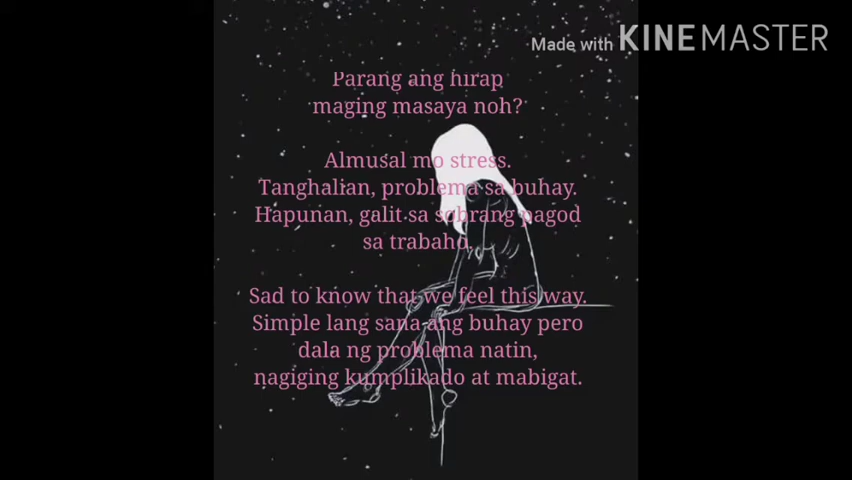 Made with KINEMASTER
Parang ang hirap
maging masaya noh?
Almusal mo stress.
Tanghalian, problema sa buhay.
Hapunan, galit sa sobrang pagod
sa trabaho.
Sad to know that we feel this way.
Simple lang sana ang buhay pero
dala ng problema natin,
nagiging kumplikado at mabigat.